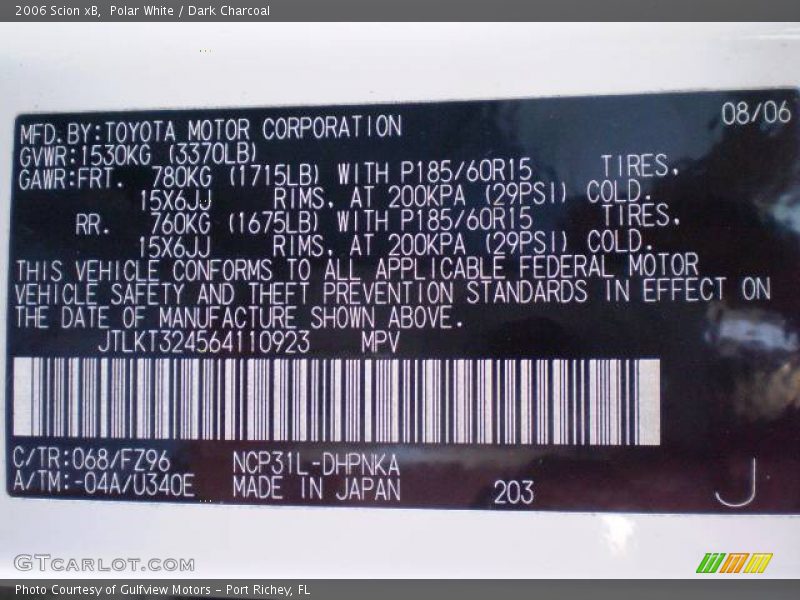 2006 Scion xB,  Polar White / Dark Charcoal
08/06
MFD.BY:TOYOTA MOTOR CORPORATION
GVWR:1530KG (3370LB)
GAWR:FRT. 780KG (1715LB) WITH P185/60R15 TIRES,
15X6JJ RIMS, AT 200KPA (29PSI) COLD.
RR. 760KG (1675LB) WITH P185/60R15 TIRES,
15X6JJ RIMS, AT 200KPA (29PSI) COLD.
THIS VEHICLE CONFORMS TO ALL APPLICABLE FEDERAL MOTOR
VEHICLE SAFETY AND THEFT PREVENTION STANDARDS IN EFFECT ON
THE DATE OF MANUFACTURE SHOWN ABOVE.
JTLKT324564110923 MPV
C/TR:068/FZ96 NCP31L-DHPNKA
A/TM:-04A/U340E MADE IN JAPAN 203 J
GTCARLOT.COM
Photo Courtesy of Gulfview Motors - Port Richey, FL